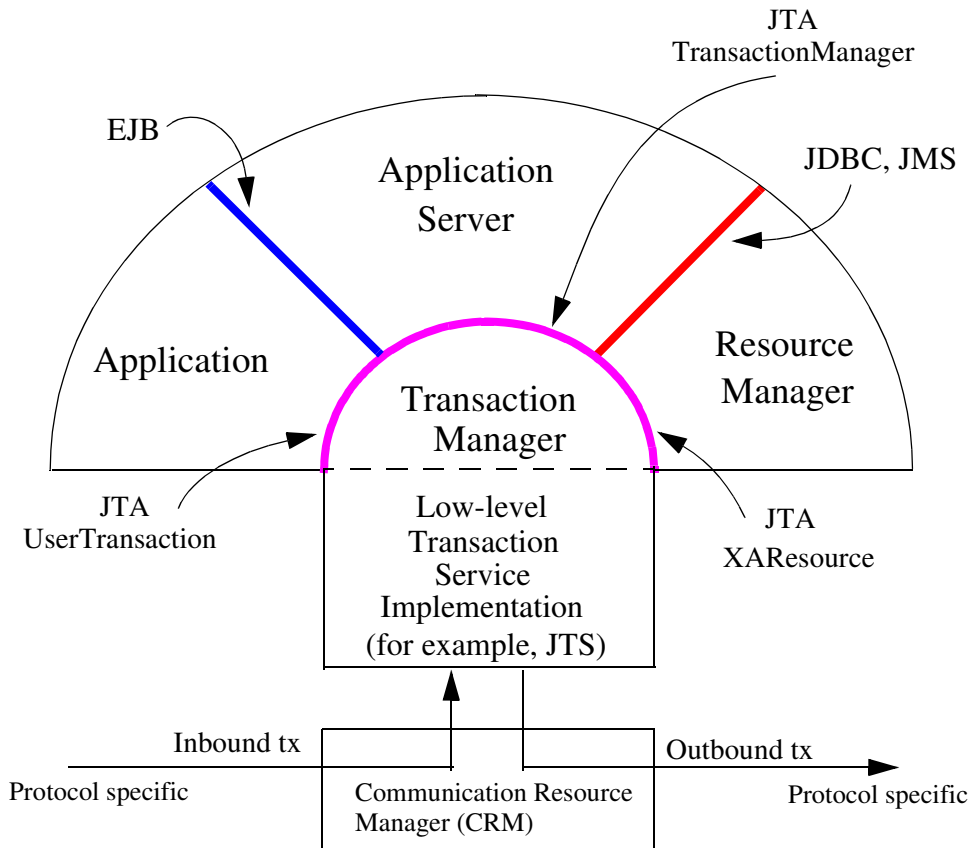 JTA
TransactionManager
EJB
JDBC, JMS
Application
Server
Application
Resource
Manager
Transaction
Manager
JTA
UserTransaction
Low-level
Transaction
Service
Implementation
(for example, JTS)
JTA
XAResource
Inbound tx
Outbound tx
Protocol specific
Communication Resource
Manager (CRM)
Protocol specific